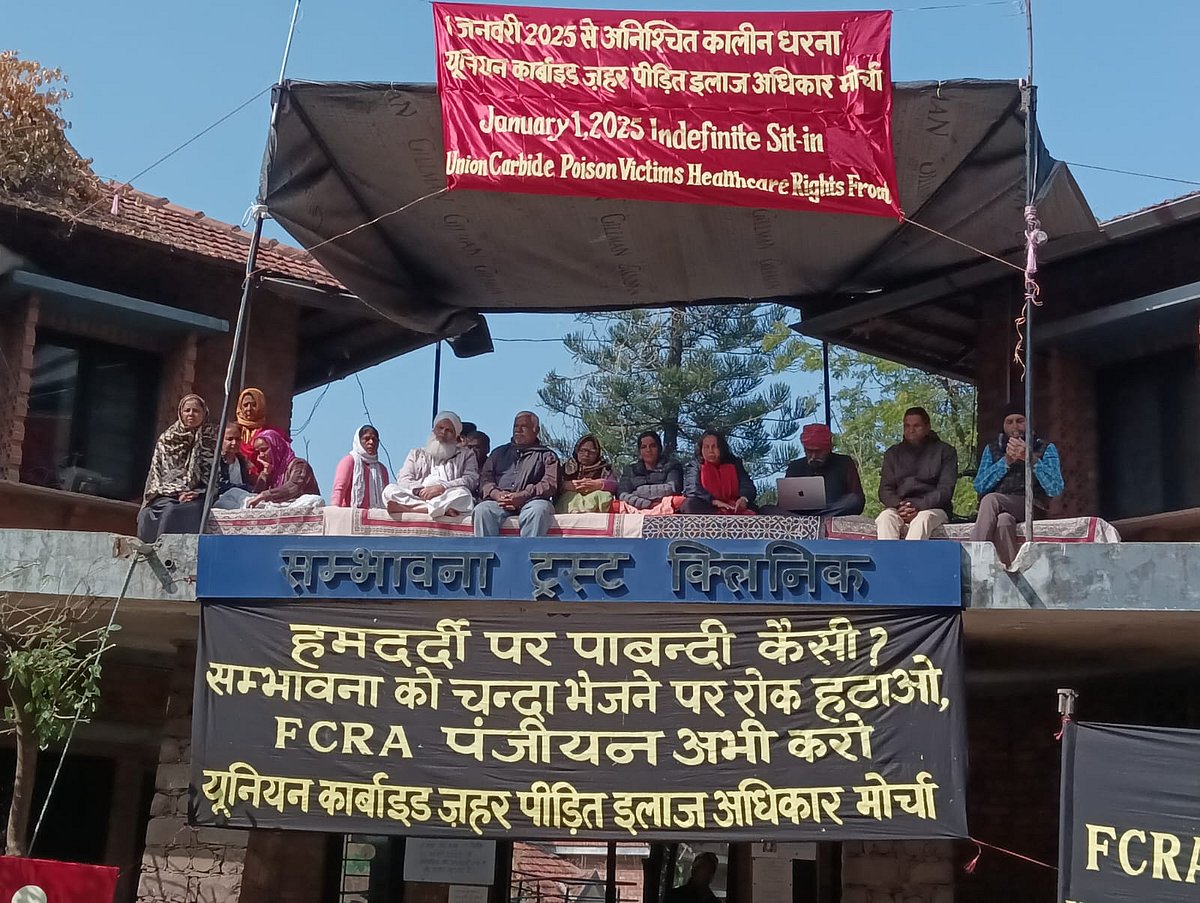 1 जनवरी 2025 से अनिश्चित कालीन धरना
यूनियन कार्बाइड ज़हर पीड़ित इलाज अधिकार मोर्चा
January 1, 2025 Indefinite Sit-in
Union Carbide Poison Victims Healthcare Rights Fron
सम्भावना ट्रस्ट क्लिनिक
हमदर्दी पर पाबन्दी कैसी?
सम्भावना को चन्दा भेजने पर रोक हटाओ,
FCRA पंजीयन अभी करो
यूनियन कार्बाइड ज़हर पीड़ित इलाज अधिकार मोर्चा
FCRA